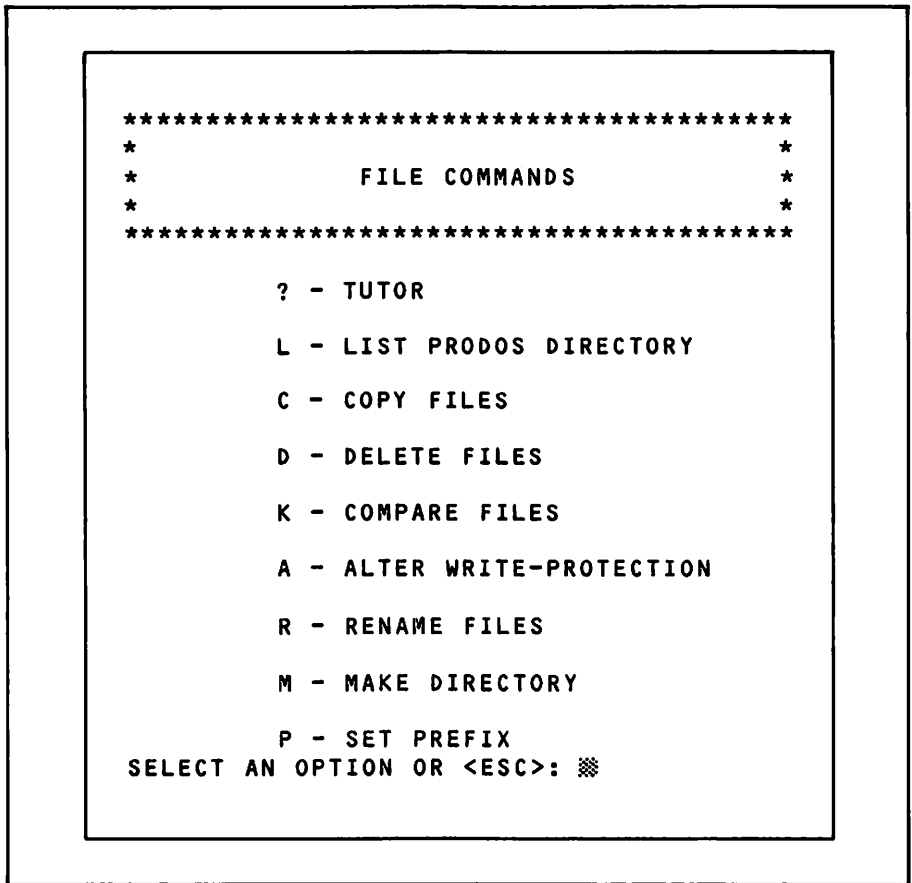 *****************************************
* *
* FILE COMMANDS *
* *
*****************************************
? - TUTOR
L - LIST PRODOS DIRECTORY
C - COPY FILES
D - DELETE FILES
K - COMPARE FILES
A - ALTER WRITE-PROTECTION
R - RENAME FILES
M - MAKE DIRECTORY
P - SET PREFIX
SELECT AN OPTION OR <ESC>: